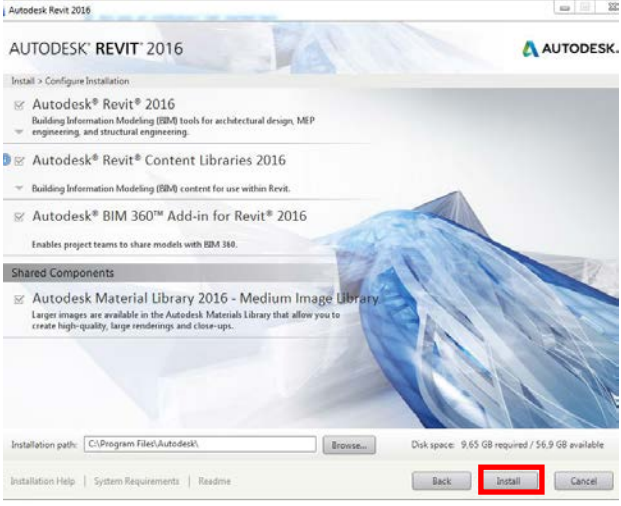 Autodesk Revit 2016
AUTODESK® REVIT® 2016
AUTODESK.
Install > Configure Installation
Autodesk® Revit® 2016
Building Information Modeling (BIM) tools for architectural design, MEP
engineering, and structural engineering.
Autodesk® Revit® Content Libraries 2016
Building Information Modeling (BIM) content for use within Revit.
Autodesk® BIM 360™ Add-in for Revit® 2016
Enables project teams to share models with BIM 360.
Shared Components
Autodesk Material Library 2016 - Medium Image Library
Larger images are available in the Autodesk Materials Library that allow you to
create high-quality, large renderings and close-ups.
Installation path: C:\Program Files\Autodesk\ Browse... Disk space: 9,65 GB required / 56,9 GB available
Installation Help | System Requirements | Readme Back Install Cancel